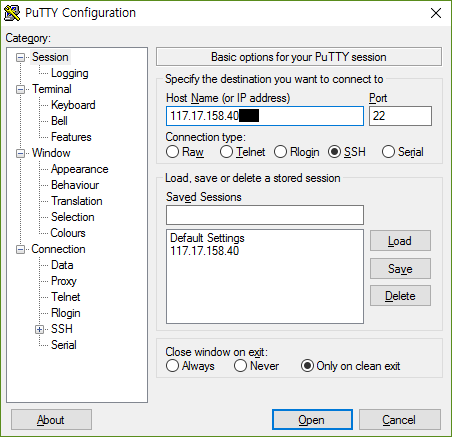 PuTTY Configuration
Category:
Session
Logging
Terminal
Keyboard
Bell
Features
Window
Appearance
Behaviour
Translation
Selection
Colours
Connection
Data
Proxy
Telnet
Rlogin
SSH
Serial
Basic options for your PuTTY session
Specify the destination you want to connect to
Host Name (or IP address) Port
117.17.158.40 22
Connection type:
Raw Telnet Rlogin SSH Serial
Load, save or delete a stored session
Saved Sessions
Default Settings
117.17.158.40
Load
Save
Delete
Close window on exit:
Always Never Only on clean exit
About Open Cancel